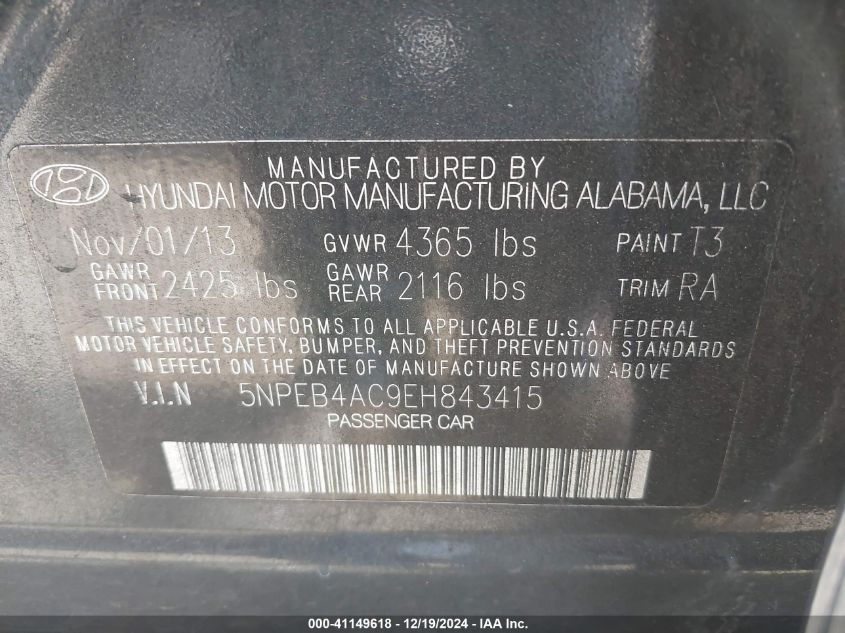 MANUFACTURED BY
HYUNDAI MOTOR MANUFACTURING ALABAMA, LLC
Nov/01/13 GVWR 4365 lbs PAINT T3
GAWR FRONT 2425 lbs GAWR REAR 2116 lbs TRIM RA
THIS VEHICLE CONFORMS TO ALL APPLICABLE U.S.A. FEDERAL
MOTOR VEHICLE SAFETY, BUMPER, AND THEFT PREVENTION STANDARDS
IN EFFECT ON THE DATE OF MANUFACTURE SHOWN ABOVE.
V.I.N 5NPEB4AC9EH843415
PASSENGER CAR
000-41149618 - 12/19/2024 - IAA Inc.